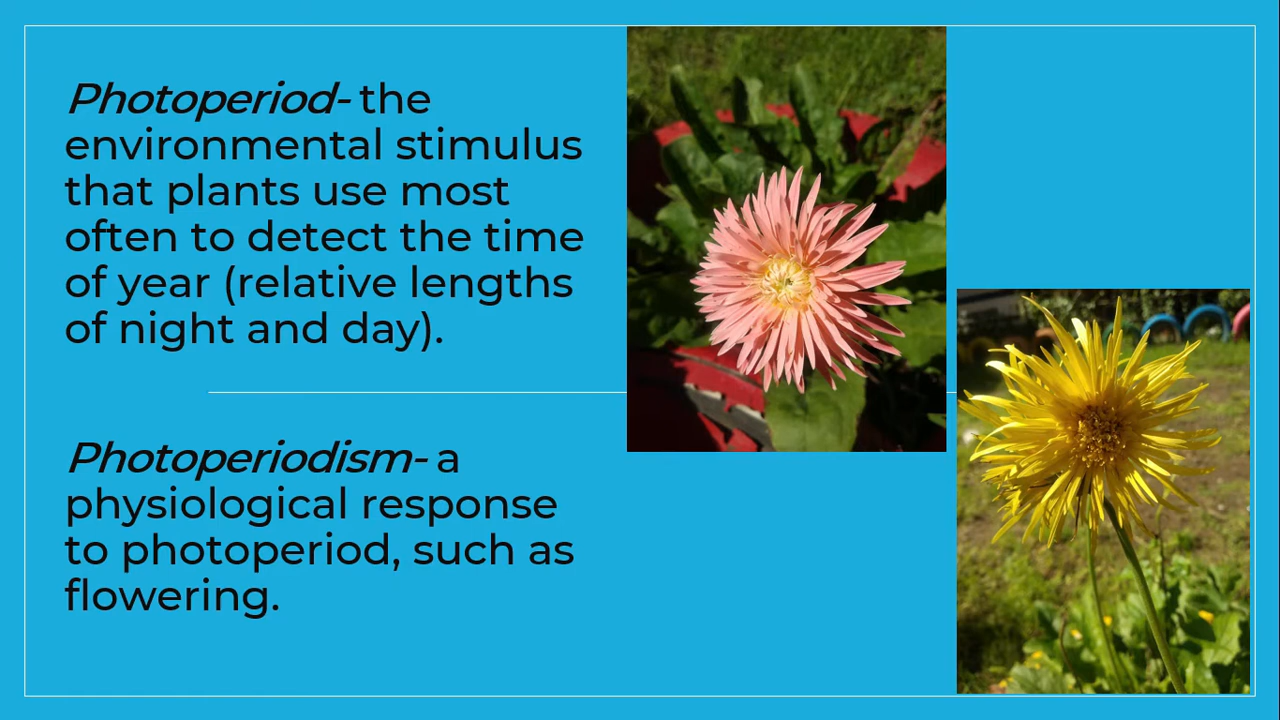 Photoperiod- the
environmental stimulus
that plants use most
often to detect the time
of year (relative lengths
of night and day).
Photoperiodism- a
physiological response
to photoperiod, such as
flowering.